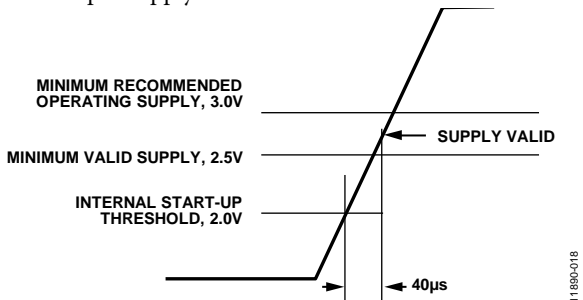 supply
MINIMUM RECOMMENDED
OPERATING SUPPLY, 3.0V
SUPPLY VALID
MINIMUM VALID SUPPLY, 2.5V
INTERNAL START-UP
THRESHOLD, 2.0V
40µs
11890-018